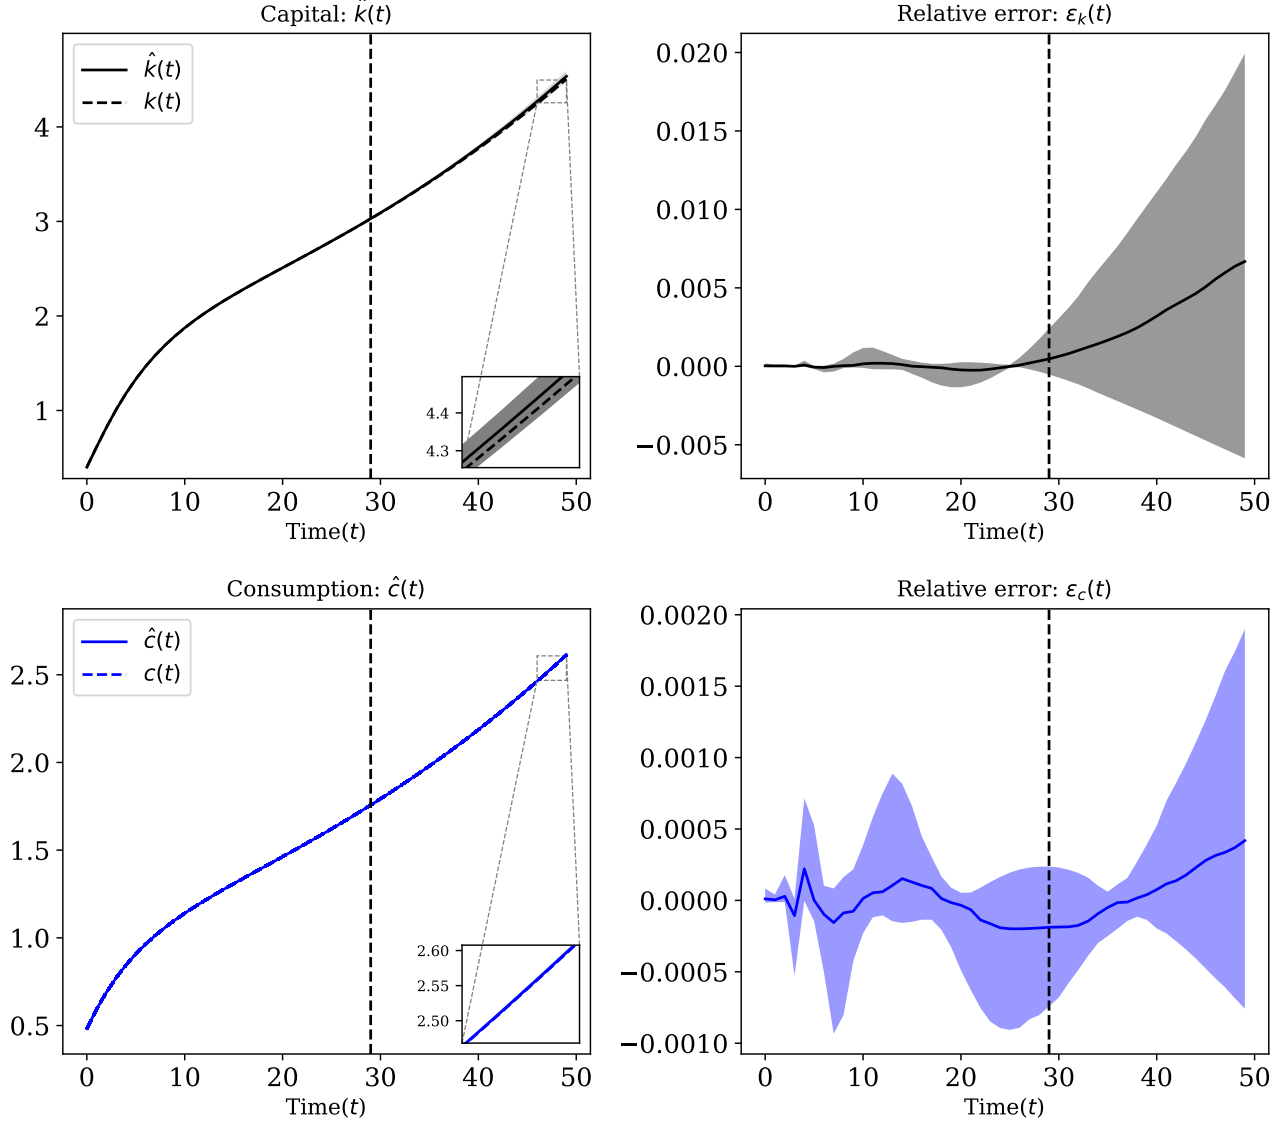 Capital: k̂(t)
k̂(t)
k(t)
4
3
2
1
4.4
4.3
0 10 20 30 40 50
Time(t)
Relative error: εk(t)
0.020
0.015
0.010
0.005
0.000
−0.005
0 10 20 30 40 50
Time(t)
Consumption: ĉ(t)
ĉ(t)
c(t)
2.5
2.0
1.5
1.0
0.5
2.60
2.55
2.50
0 10 20 30 40 50
Time(t)
Relative error: εc(t)
0.0020
0.0015
0.0010
0.0005
0.0000
−0.0005
−0.0010
0 10 20 30 40 50
Time(t)